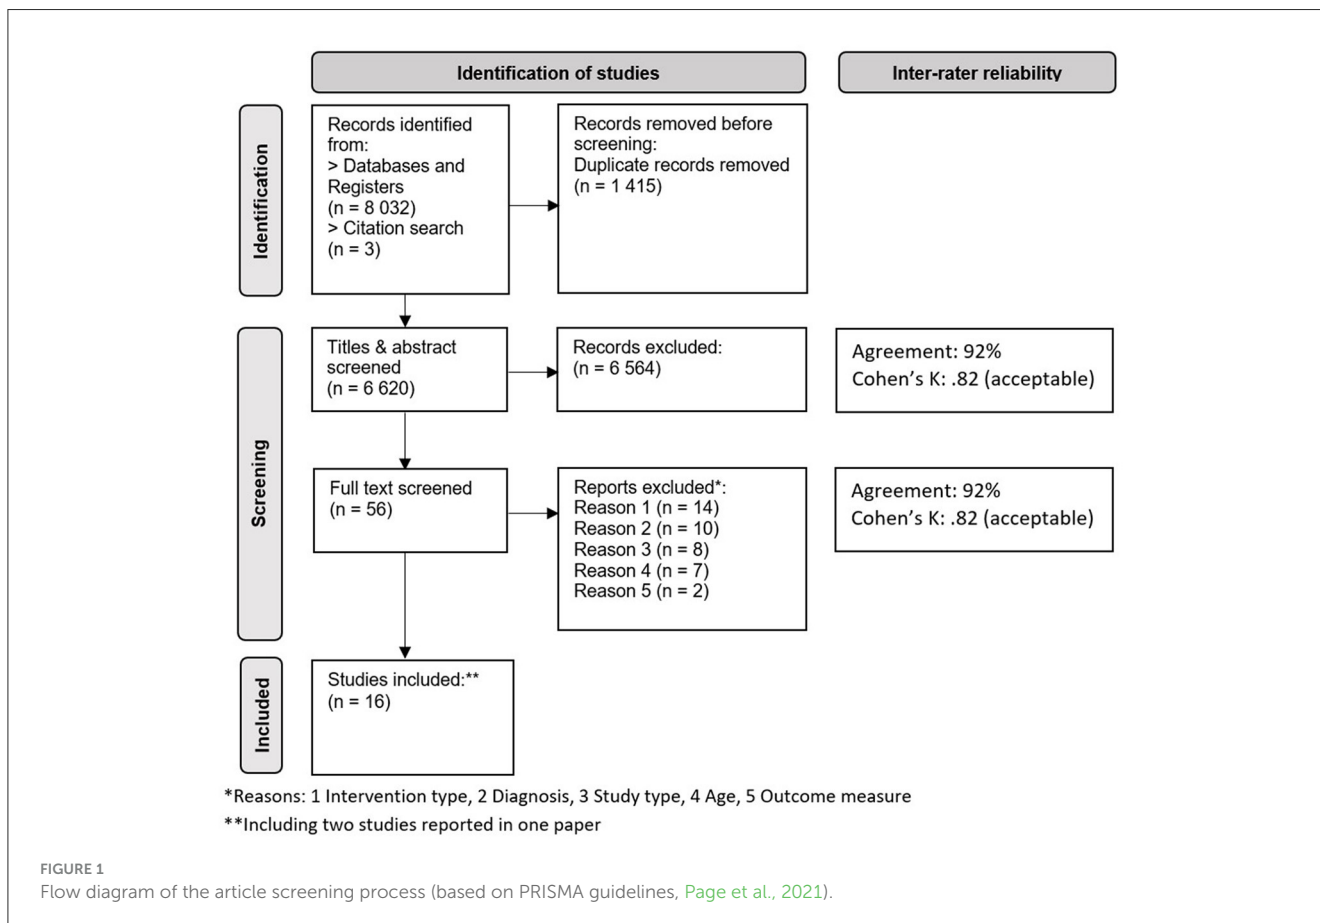 Identification of studies
Inter-rater reliability
Identification
Records identified
from:
> Databases and
Registers
(n = 8 032)
> Citation search
(n = 3)
Records removed before
screening:
Duplicate records removed
(n = 1 415)
Screening
Titles & abstract
screened
(n = 6 620)
Records excluded:
(n = 6 564)
Agreement: 92%
Cohen's K: .82 (acceptable)
Full text screened
(n = 56)
Reports excluded*:
Reason 1 (n = 14)
Reason 2 (n = 10)
Reason 3 (n = 8)
Reason 4 (n = 7)
Reason 5 (n = 2)
Agreement: 92%
Cohen's K: .82 (acceptable)
Included
Studies included:**
(n = 16)
*Reasons: 1 Intervention type, 2 Diagnosis, 3 Study type, 4 Age, 5 Outcome measure
**Including two studies reported in one paper
FIGURE 1
Flow diagram of the article screening process (based on PRISMA guidelines, Page et al., 2021).